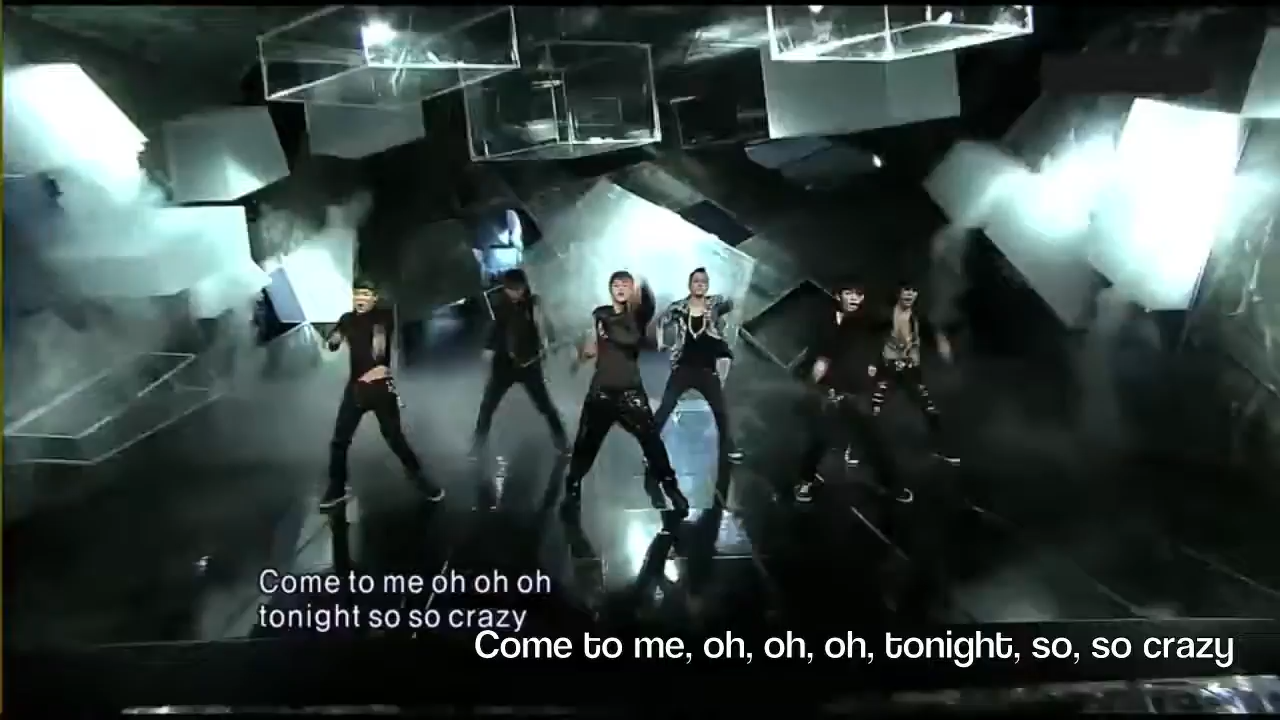 Come to me oh oh oh
tonight so so crazy
Come to me, oh, oh, oh, tonight, so, so crazy